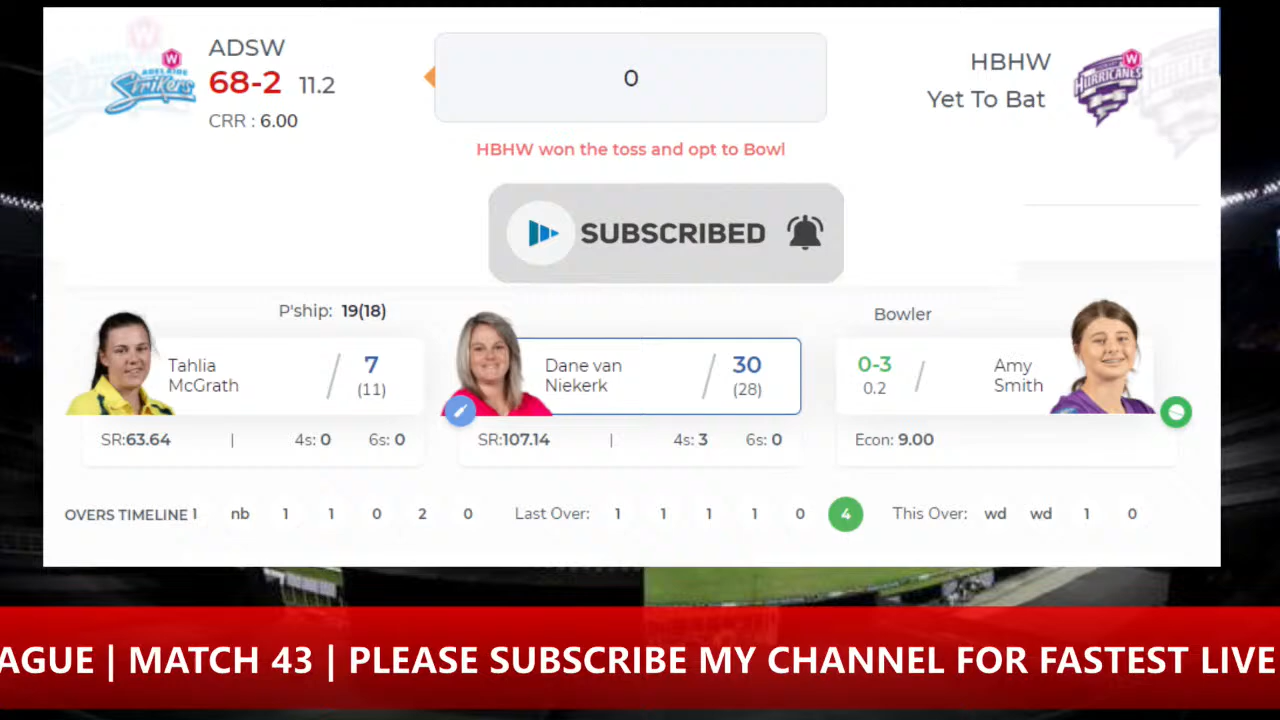 ADSW
68-2 11.2
CRR : 6.00
ADELAIDE
STRIKERS
W
0
HBHW
Yet To Bat
HURRICANES
W
HBHW won the toss and opt to Bowl
SUBSCRIBED
P'ship: 19(18)
Tahlia
McGrath
7
(11)
SR:63.64 | 4s: 0 6s: 0
Dane van
Niekerk
30
(28)
SR:107.14 | 4s: 3 6s: 0
Bowler
0-3
0.2
Amy
Smith
Econ: 9.00
OVERS TIMELINE 1 nb 1 1 0 2 0 Last Over: 1 1 1 1 0 4 This Over: wd wd 1 0
AGUE | MATCH 43 | PLEASE SUBSCRIBE MY CHANNEL FOR FASTEST LIVE